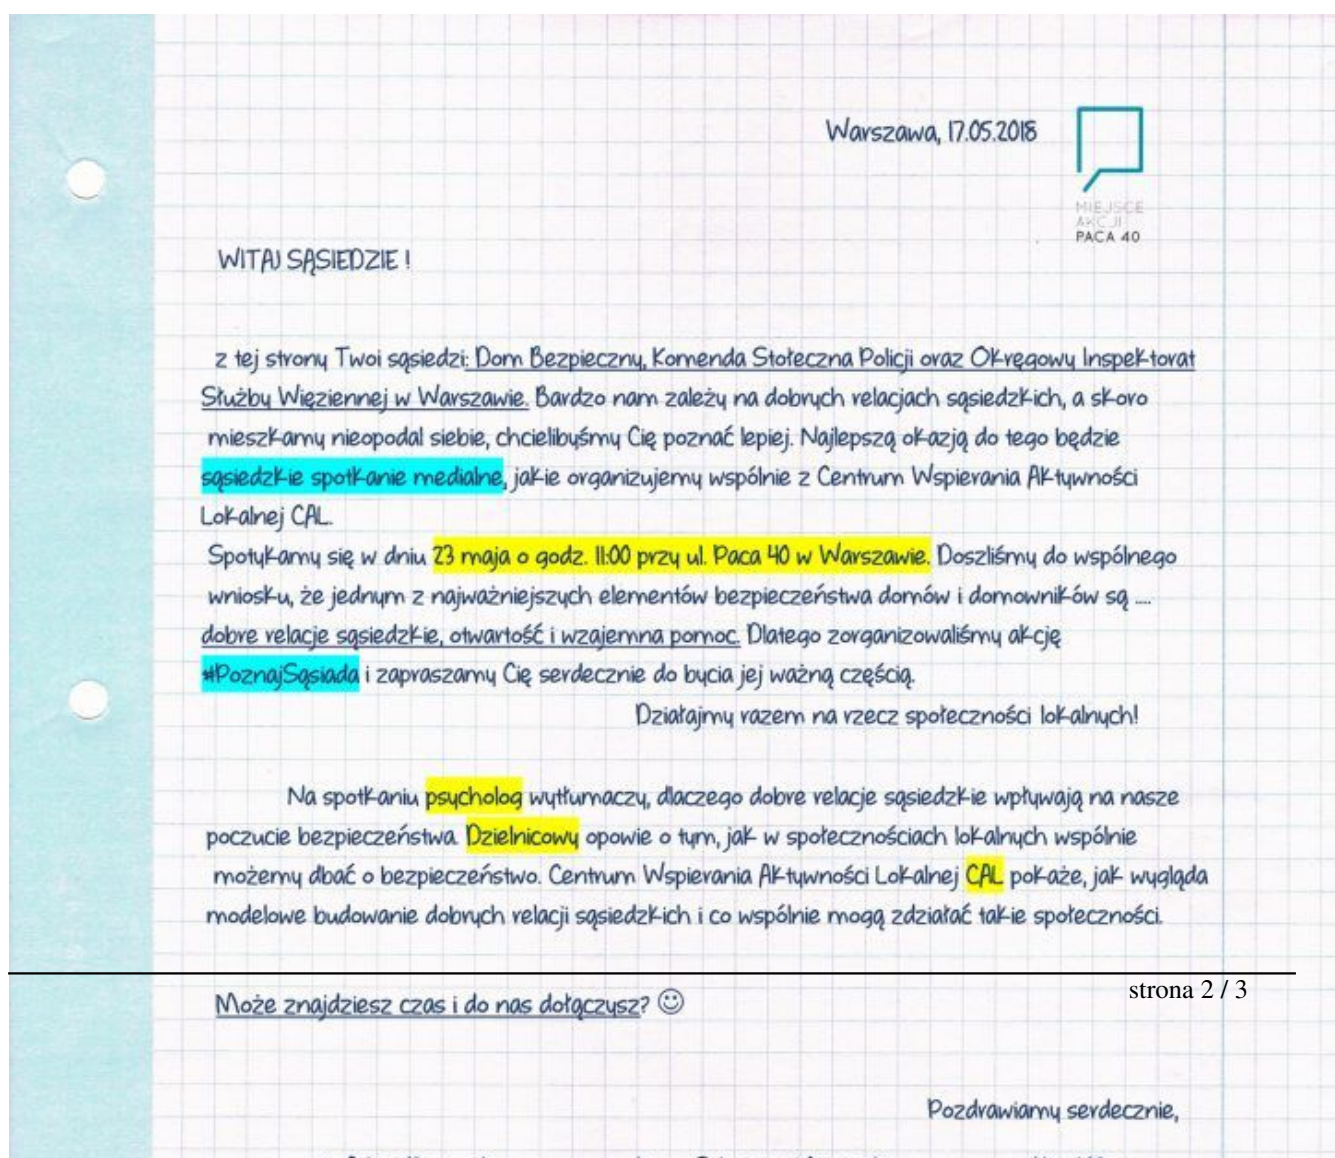 Warszawa, 17.05.2018
MIEJSCE
AKCJI
PACA 40
WITAJ SĄSIEDZIE !
z tej strony Twoi sąsiedzi: Dom Bezpieczny, Komenda Stołeczna Policji oraz Okręgowy Inspektorat
Służby Więziennej w Warszawie. Bardzo nam zależy na dobrych relacjach sąsiedzkich, a skoro
mieszkamy nieopodal siebie, chcielibyśmy Cię poznać lepiej. Najlepszą okazją do tego będzie
sąsiedzkie spotkanie medialne, jakie organizujemy wspólnie z Centrum Wspierania Aktywności
Lokalnej CAL.
Spotykamy się w dniu 23 maja o godz. 11:00 przy ul. Paca 40 w Warszawie. Doszliśmy do wspólnego
wniosku, że jednym z najważniejszych elementów bezpieczeństwa domów i domowników są ....
dobre relacje sąsiedzkie, otwartość i wzajemna pomoc. Dlatego zorganizowaliśmy akcję
#PoznajSąsiada i zapraszamy Cię serdecznie do bycia jej ważną częścią.
Działajmy razem na rzecz społeczności lokalnych!
Na spotkaniu psycholog wytłumaczy, dlaczego dobre relacje sąsiedzkie wpływają na nasze
poczucie bezpieczeństwa. Dzielnicowy opowie o tym, jak w społecznościach lokalnych wspólnie
możemy dbać o bezpieczeństwo. Centrum Wspierania Aktywności Lokalnej CAL pokaże, jak wygląda
modelowe budowanie dobrych relacji sąsiedzkich i co wspólnie mogą zdziałać takie społeczności.
strona 2 / 3
Może znajdziesz czas i do nas dołączysz? ☺
Pozdrawiamy serdecznie,